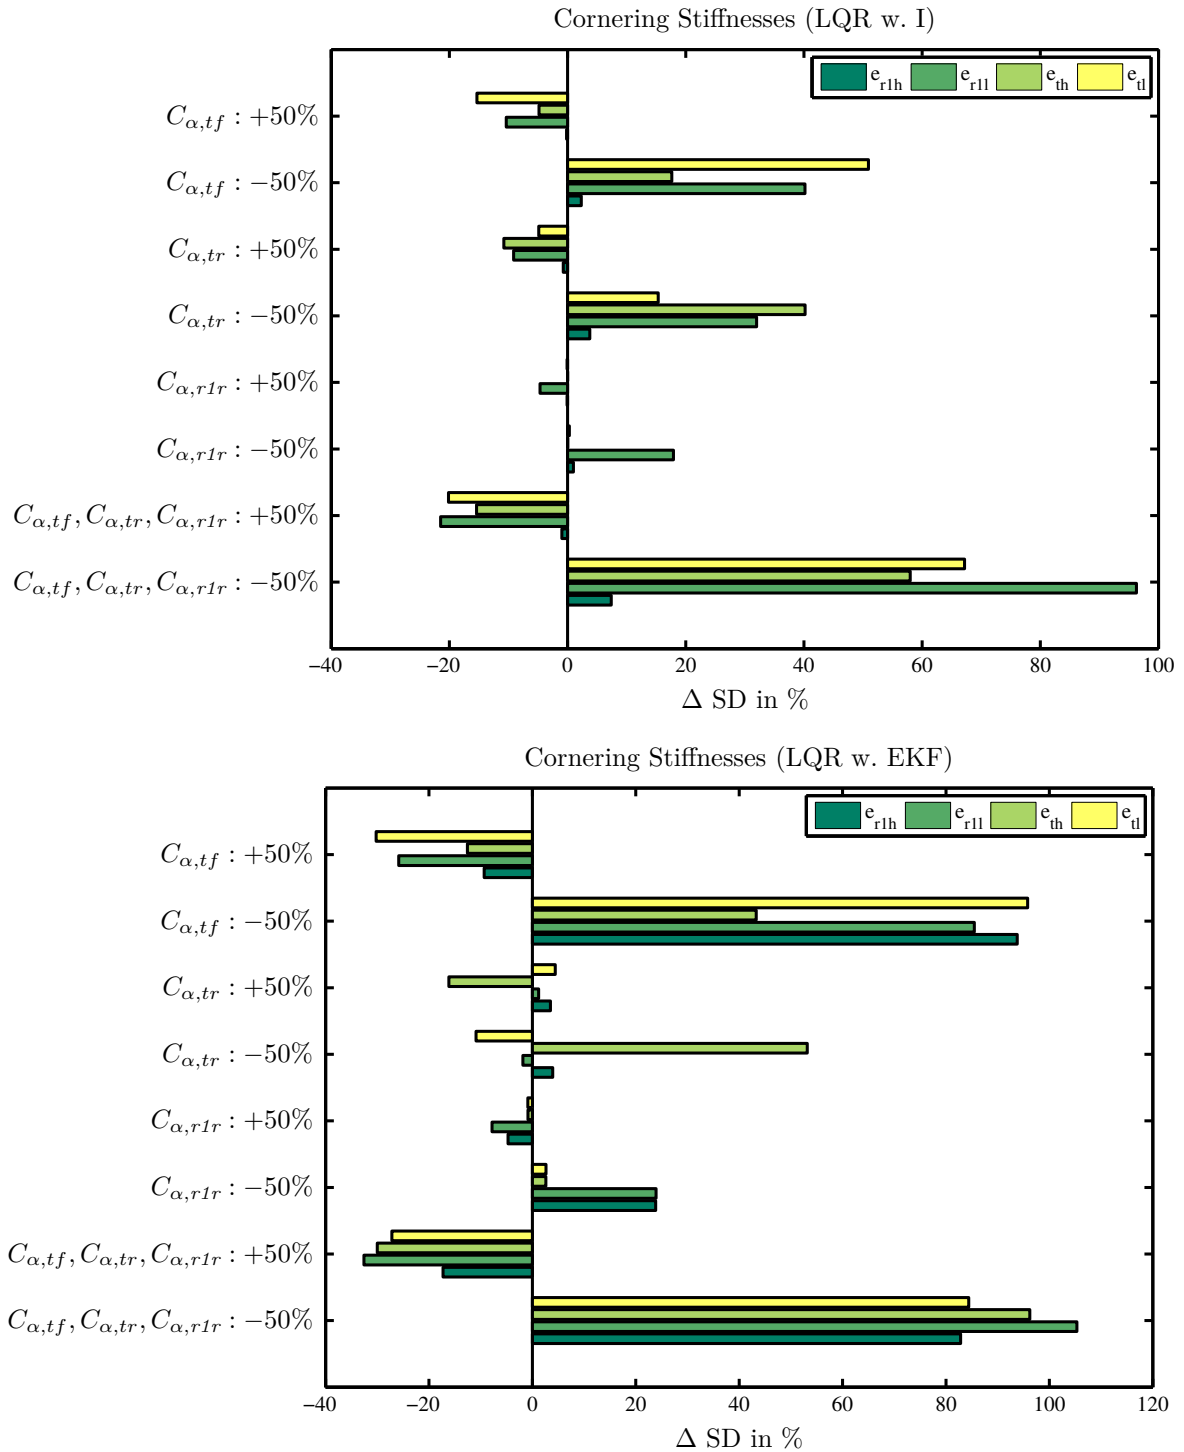 Cornering Stiffnesses (LQR w. I)
e_r1h e_r1l e_th e_tl
C_α,tf : +50%
C_α,tf : −50%
C_α,tr : +50%
C_α,tr : −50%
C_α,r1r : +50%
C_α,r1r : −50%
C_α,tf, C_α,tr, C_α,r1r : +50%
C_α,tf, C_α,tr, C_α,r1r : −50%
−40 −20 0 20 40 60 80 100
Δ SD in %
Cornering Stiffnesses (LQR w. EKF)
e_r1h e_r1l e_th e_tl
C_α,tf : +50%
C_α,tf : −50%
C_α,tr : +50%
C_α,tr : −50%
C_α,r1r : +50%
C_α,r1r : −50%
C_α,tf, C_α,tr, C_α,r1r : +50%
C_α,tf, C_α,tr, C_α,r1r : −50%
−40 −20 0 20 40 60 80 100 120
Δ SD in %